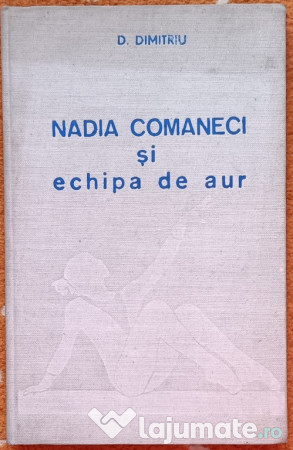 D. DIMITRIU
NADIA COMANECI
și
echipa de aur
lajumate.ro